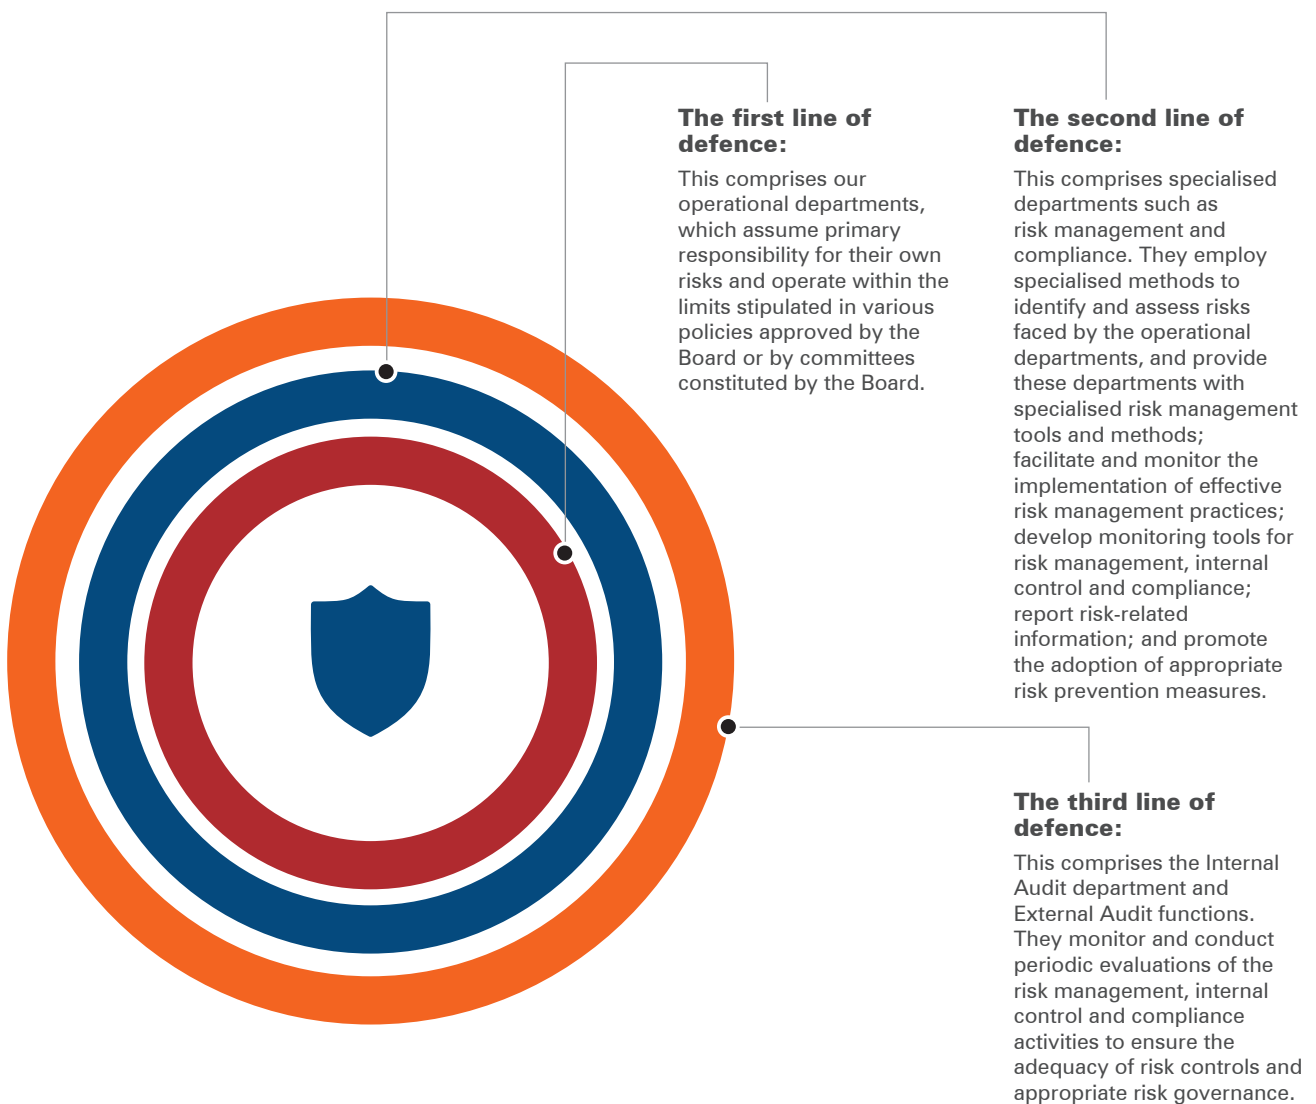 The first line of
defence:
This comprises our
operational departments,
which assume primary
responsibility for their own
risks and operate within the
limits stipulated in various
policies approved by the
Board or by committees
constituted by the Board.
The second line of
defence:
This comprises specialised
departments such as
risk management and
compliance. They employ
specialised methods to
identify and assess risks
faced by the operational
departments, and provide
these departments with
specialised risk management
tools and methods;
facilitate and monitor the
implementation of effective
risk management practices;
develop monitoring tools for
risk management, internal
control and compliance;
report risk-related
information; and promote
the adoption of appropriate
risk prevention measures.
The third line of
defence:
This comprises the Internal
Audit department and
External Audit functions.
They monitor and conduct
periodic evaluations of the
risk management, internal
control and compliance
activities to ensure the
adequacy of risk controls and
appropriate risk governance.